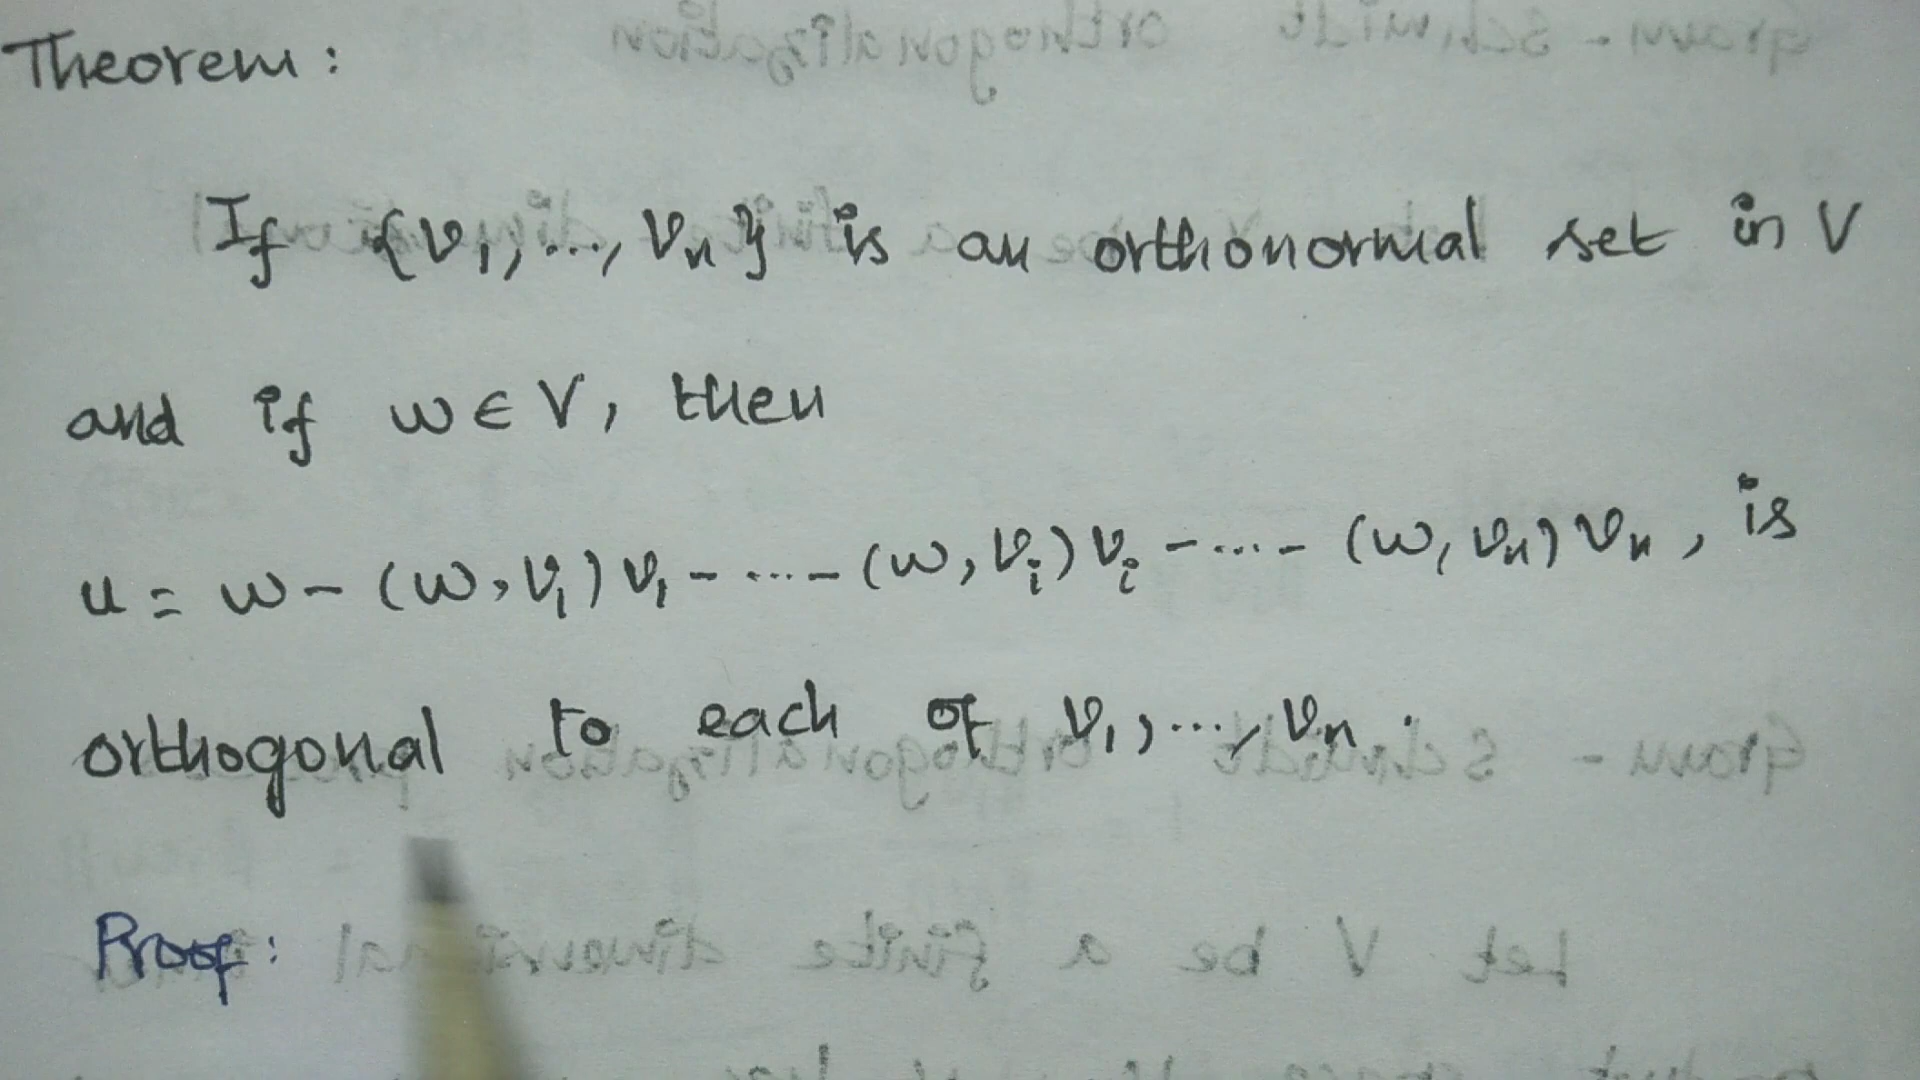 Theorem:
If {v₁, ..., vₙ} is an orthonormal set in V
and if w ∈ V, then
u = w - (w, v₁) v₁ - .... - (w, vᵢ) vᵢ - .... - (w, vₙ) vₙ, is
orthogonal to each of v₁, ..., vₙ.
Proof: